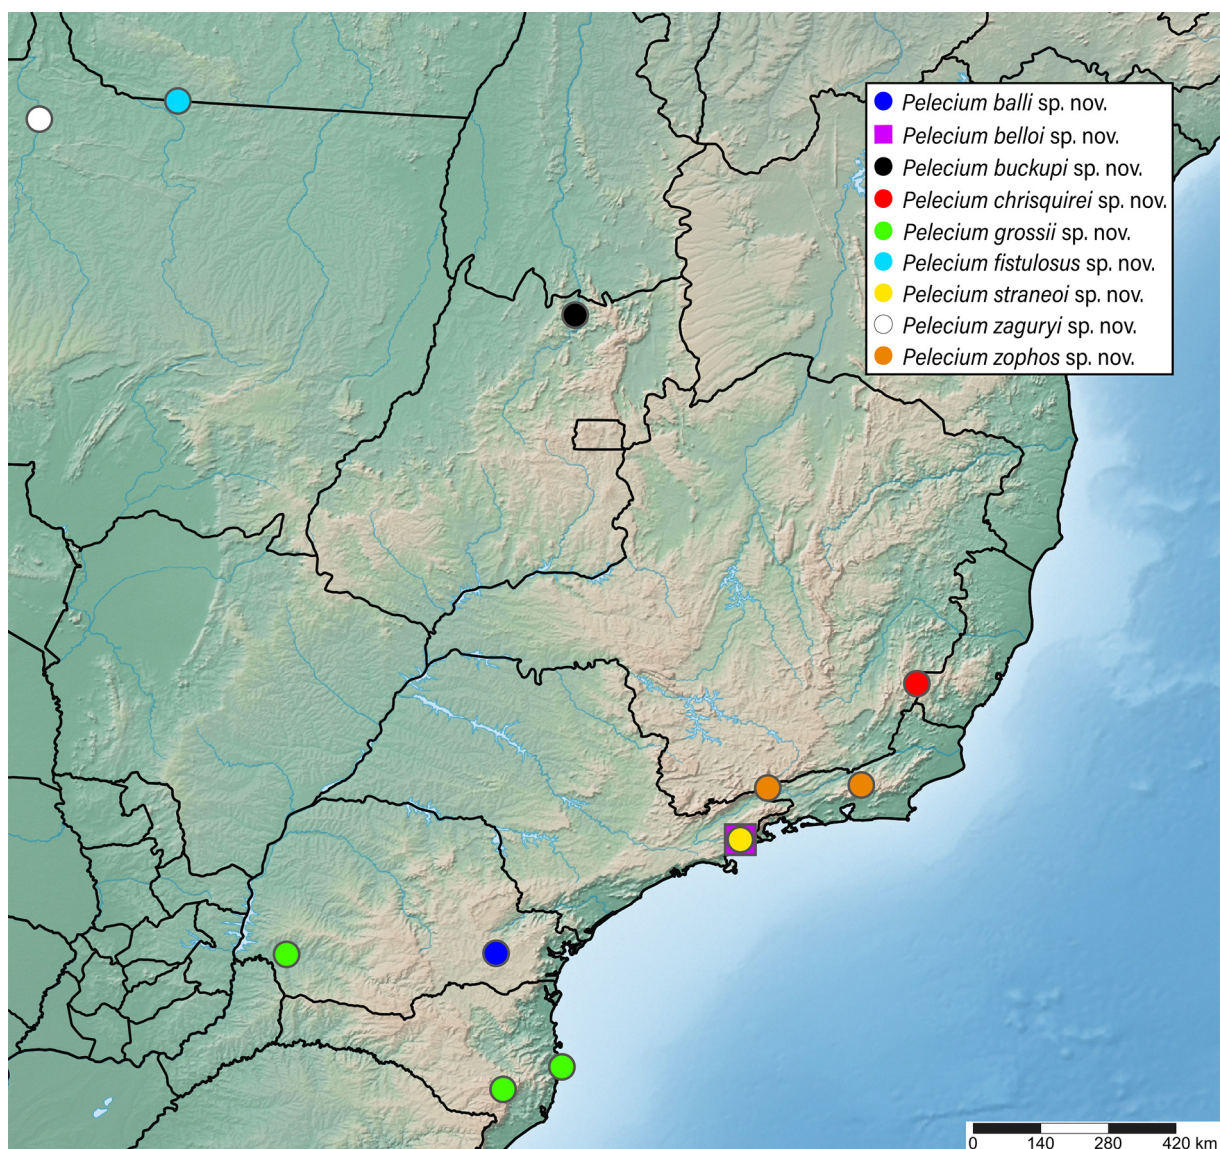 Pelecium balli sp. nov.
Pelecium belloi sp. nov.
Pelecium buckupi sp. nov.
Pelecium chrisquirei sp. nov.
Pelecium grossii sp. nov.
Pelecium fistulosus sp. nov.
Pelecium straneoi sp. nov.
Pelecium zaguryi sp. nov.
Pelecium zophos sp. nov.
0 140 280 420 km